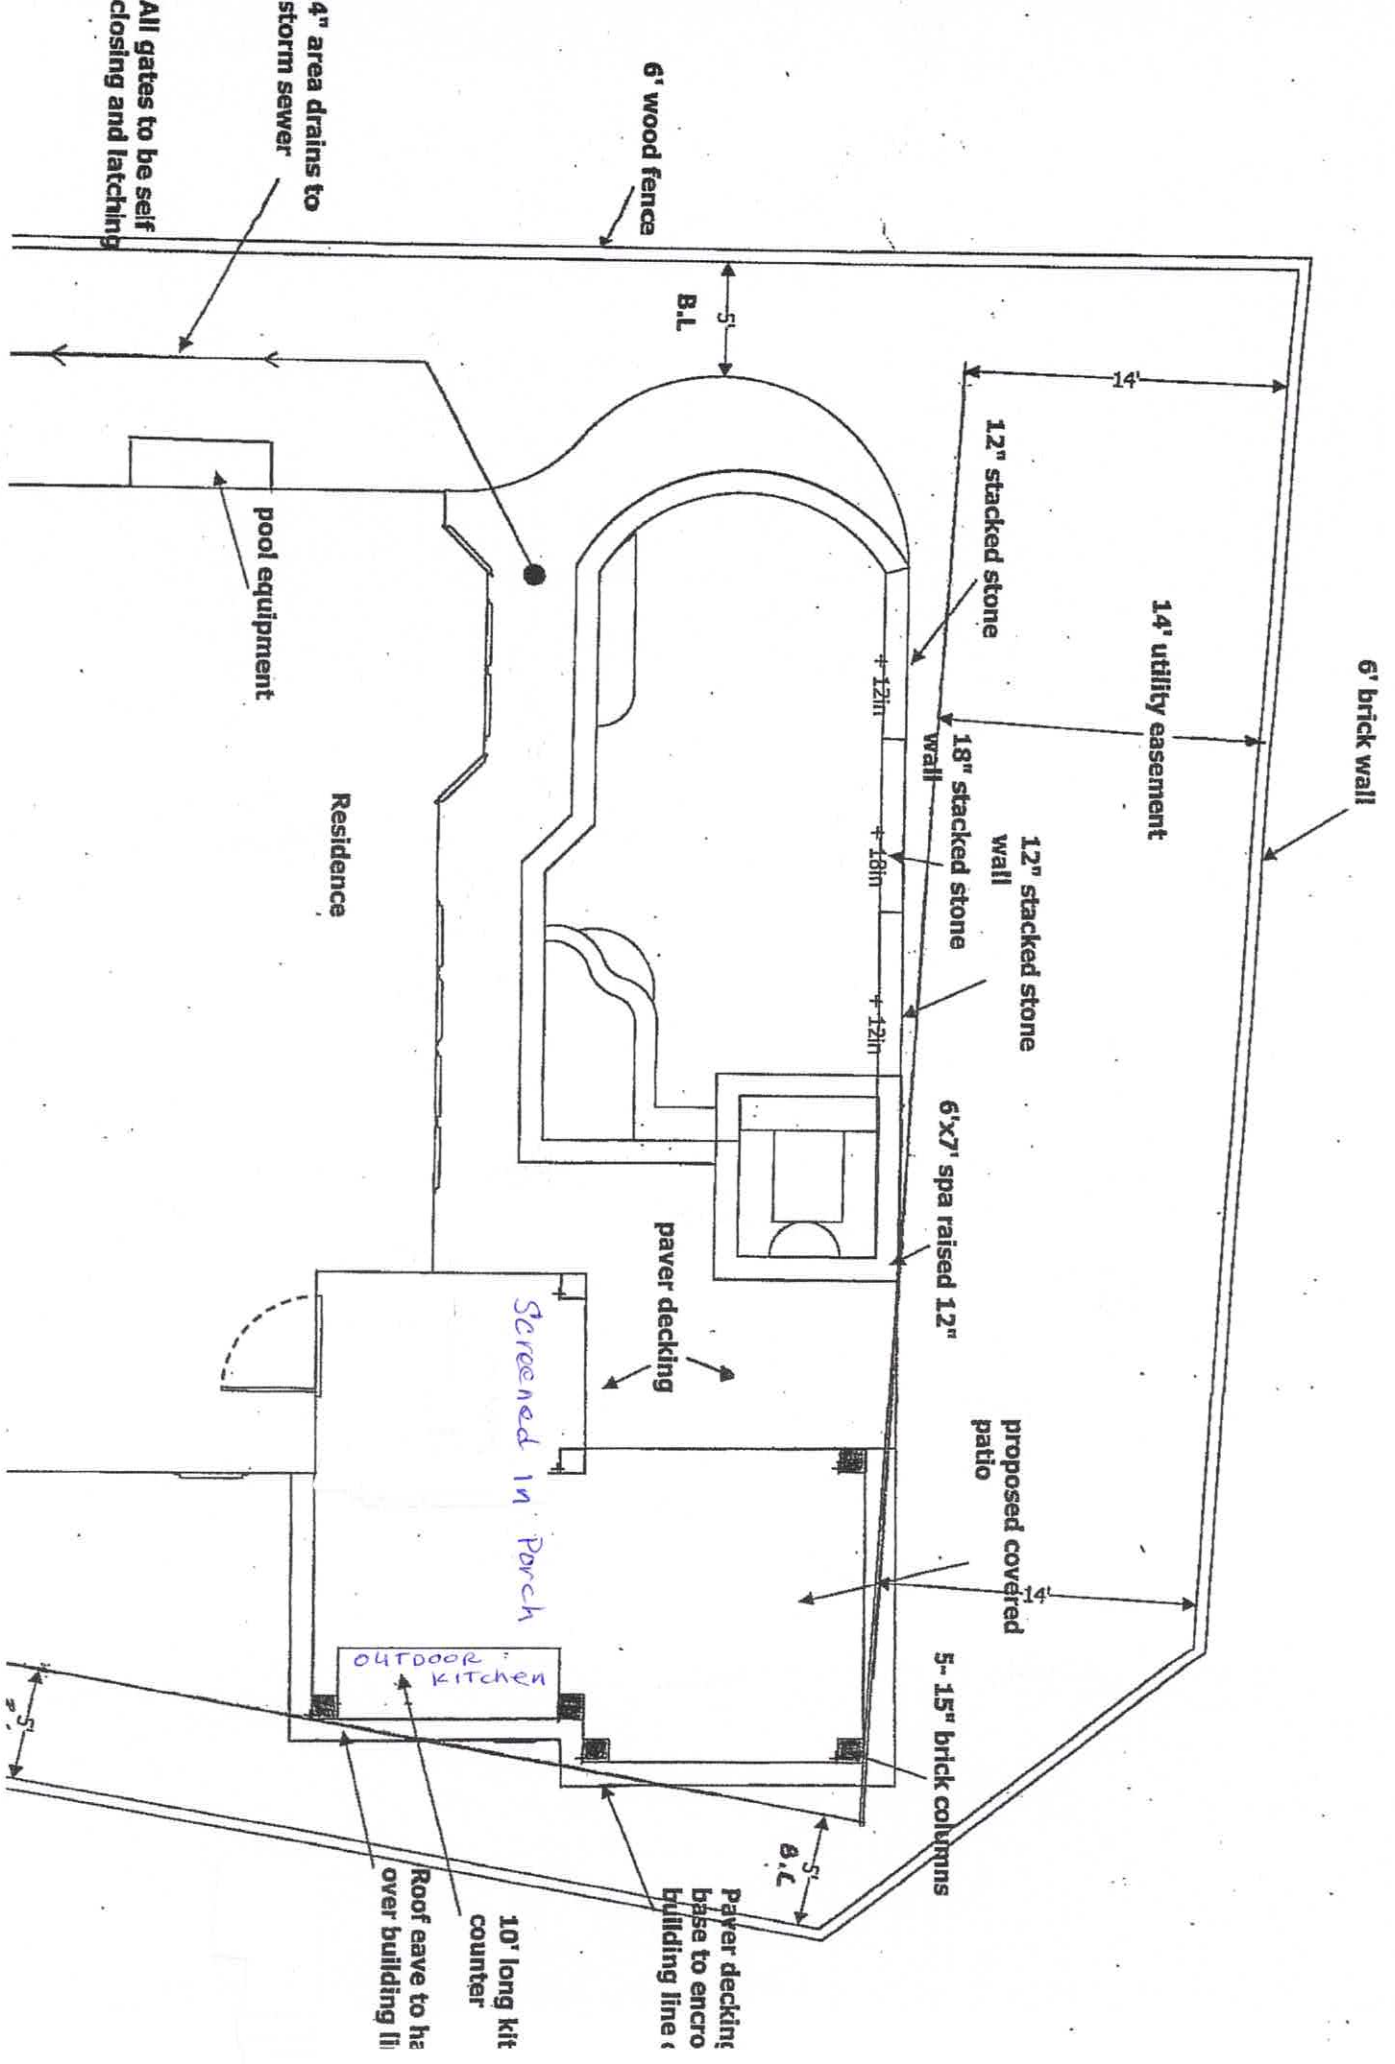 6' brick wall
14' utility easement
14'
12" stacked stone
wall
12" stacked stone
18" stacked stone
wall
6'x7' spa raised 12"
proposed covered
patio
14'
5- 15" brick columns
+ 12in
+ 18in
+ 12in
5'
B.L
5'
B.L
6' wood fence
paver decking
Paver decking
base to encro
building line
Screened in Porch
10' long kit
counter
OUTDOOR
KITCHEN
Roof eave to ha
over building li
Residence
4" area drains to
storm sewer
pool equipment
All gates to be self
closing and latching
5'